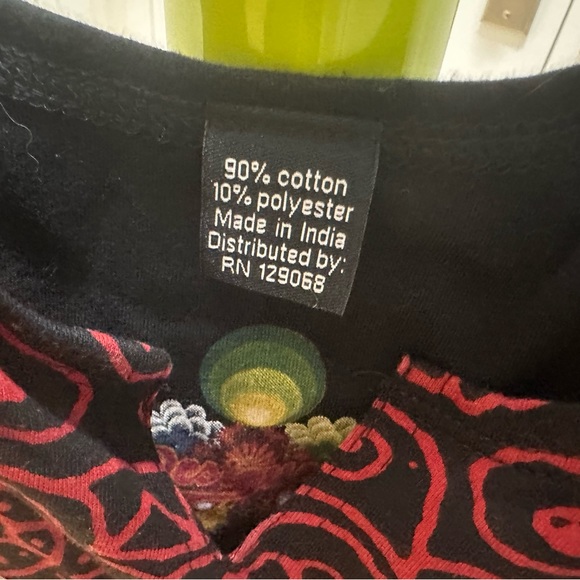 90% cotton
10% polyester
Made in India
Distributed by:
RN 129068